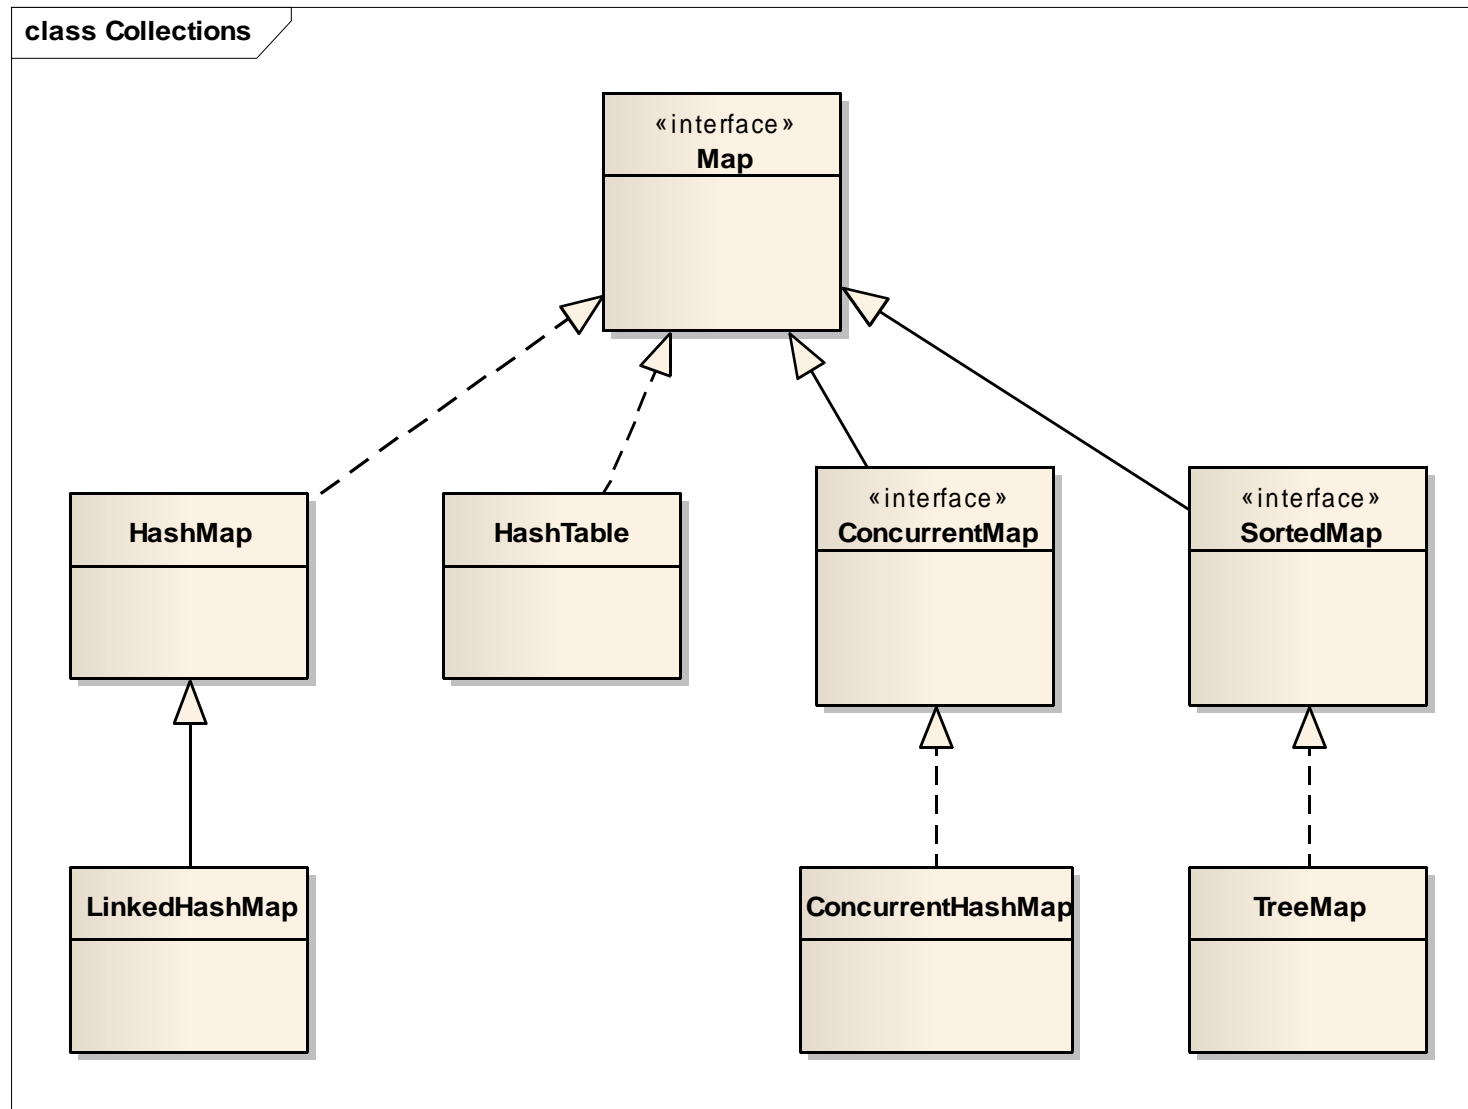 class Collections
«interface»
Map
HashMap
HashTable
«interface»
ConcurrentMap
«interface»
SortedMap
LinkedHashMap
ConcurrentHashMap
TreeMap